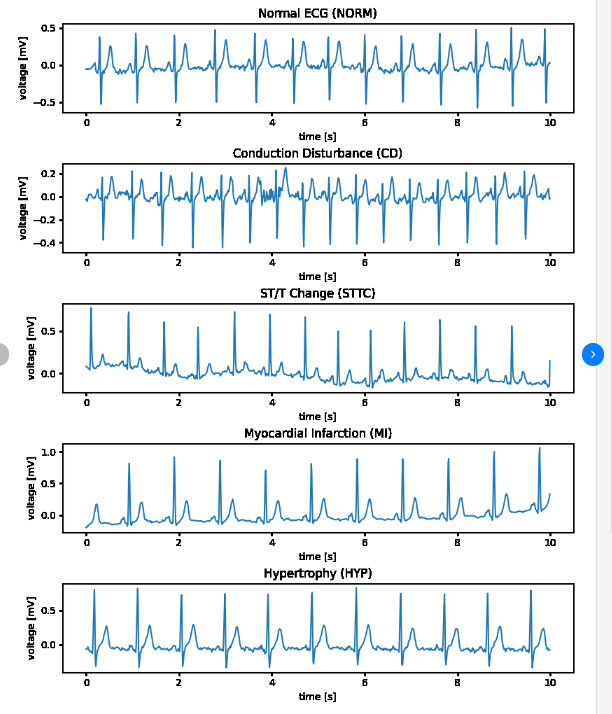 Normal ECG (NORM)
voltage [mV]
0.5
0.0
−0.5
0 2 4 6 8 10
time [s]
Conduction Disturbance (CD)
voltage [mV]
0.2
0.0
−0.2
−0.4
0 2 4 6 8 10
time [s]
ST/T Change (STTC)
voltage [mV]
0.5
0.0
0 2 4 6 8 10
time [s]
Myocardial Infarction (MI)
voltage [mV]
1.0
0.5
0.0
0 2 4 6 8 10
time [s]
Hypertrophy (HYP)
voltage [mV]
0.5
0.0
0 2 4 6 8 10
time [s]